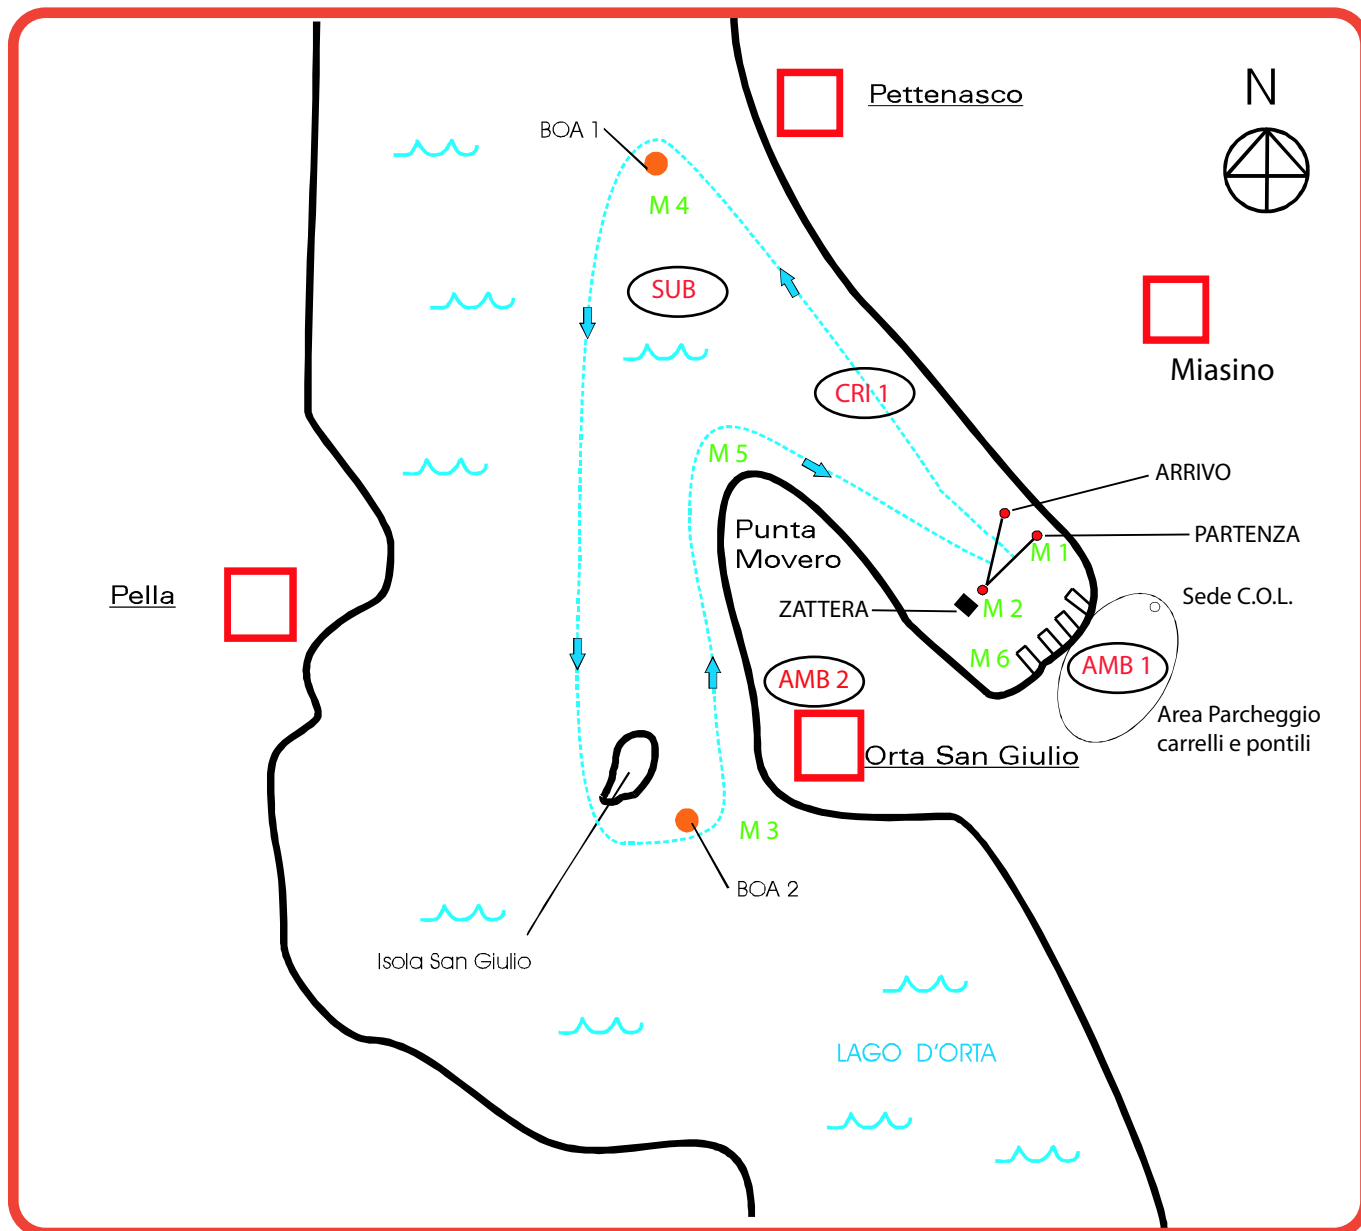 N
Pettenasco
BOA 1
M 4
SUB
Miasino
CRI 1
M 5
ARRIVO
Punta
Movero
PARTENZA
M 1
Pella
ZATTERA
M 2
Sede C.O.L.
M 6
AMB 1
AMB 2
Area Parcheggio
carrelli e pontili
Orta San Giulio
M 3
BOA 2
Isola San Giulio
LAGO D'ORTA